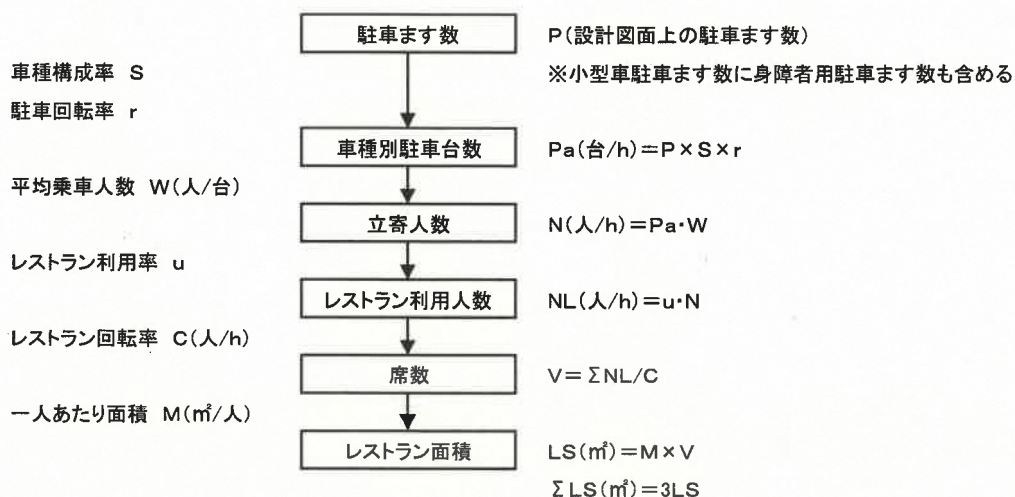 駐車ます数 P(設計図面上の駐車ます数)
車種構成率 S ※小型車駐車ます数に身障者用駐車ます数も含める
駐車回転率 r
車種別駐車台数 Pa(台/h)=P×S×r
平均乗車人数 W(人/台)
立寄人数 N(人/h)=Pa・W
レストラン利用率 u
レストラン利用人数 NL(人/h)=u・N
レストラン回転率 C(人/h)
席数 V=ΣNL/C
一人あたり面積 M(㎡/人)
レストラン面積 LS(㎡)=M×V
ΣLS(㎡)=3LS